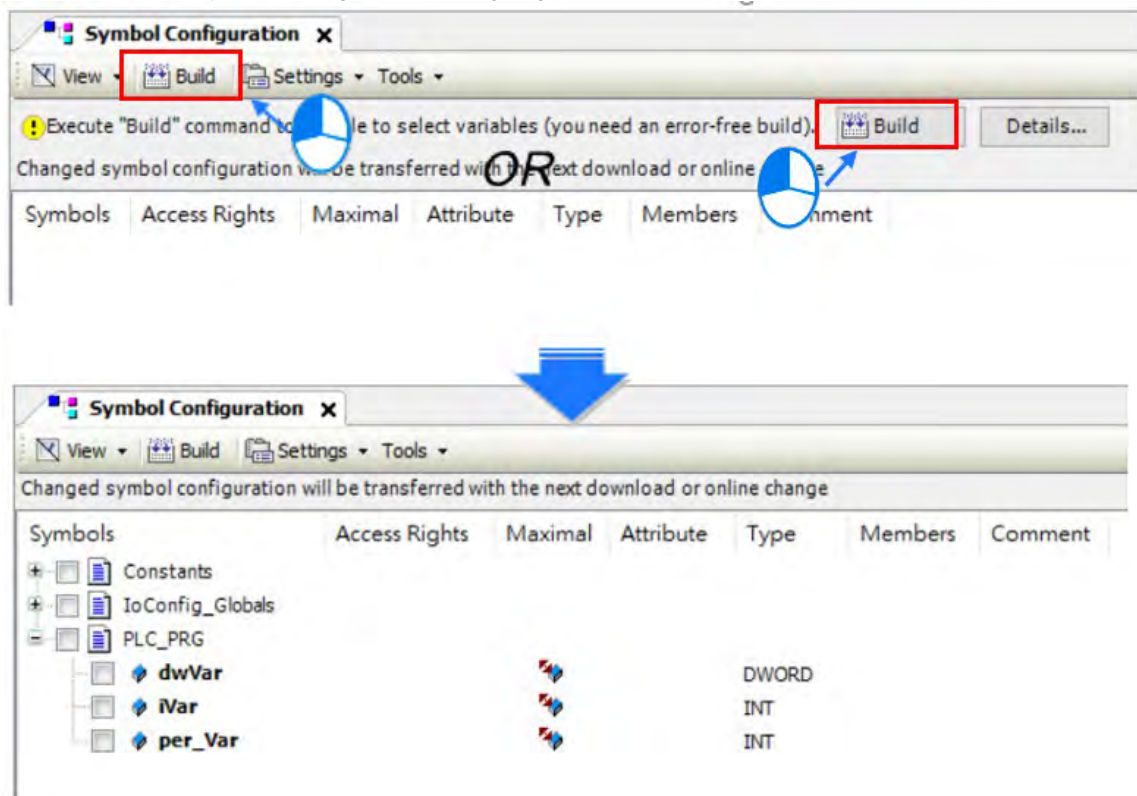 Symbol Configuration
View Build Settings Tools
Execute "Build" command to le to select variables (you need an error-free build). Build Details...
Changed symbol configuration be transferred with the next download or online
OR
Symbols Access Rights Maximal Attribute Type Members
Symbol Configuration
View Build Settings Tools
Changed symbol configuration will be transferred with the next download or online change
Symbols Access Rights Maximal Attribute Type Members Comment
Constants
IoConfig_Globals
PLC_PRG
dwVar DWORD
iVar INT
per_Var INT